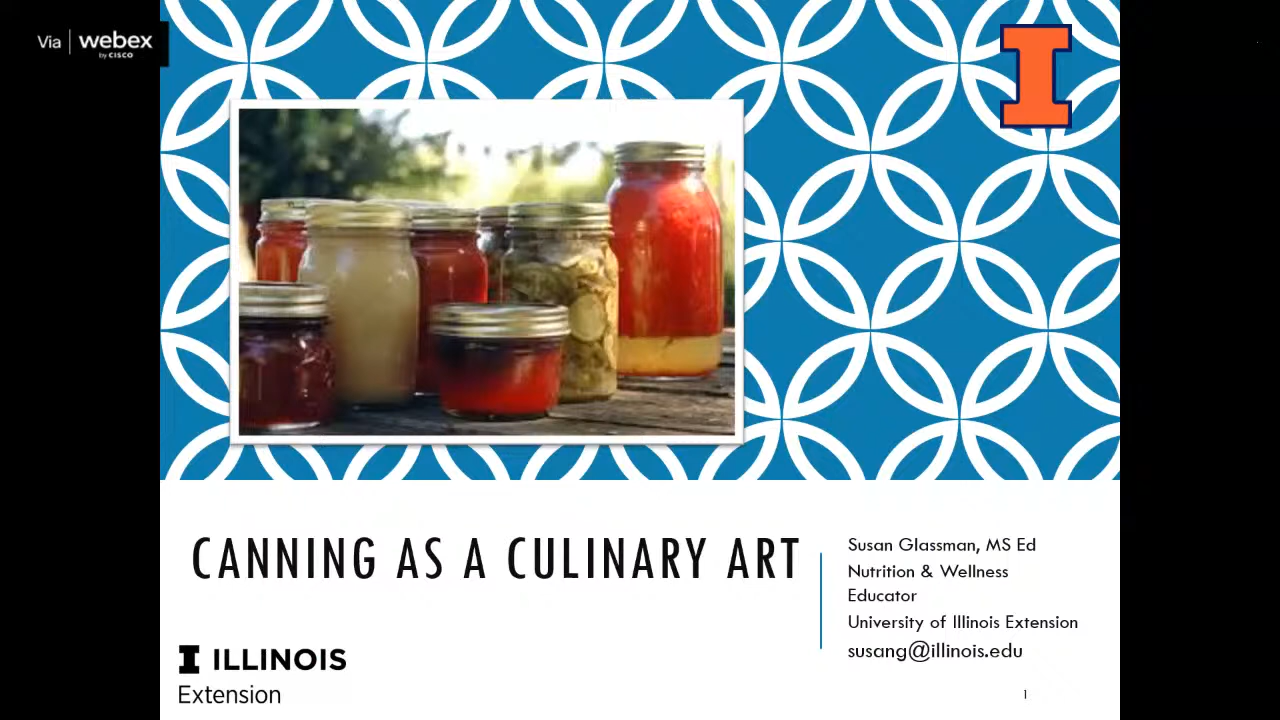 Via webex
by CISCO
I
CANNING AS A CULINARY ART
Susan Glassman, MS Ed
Nutrition & Wellness
Educator
University of Illinois Extension
susang@illinois.edu
I ILLINOIS
Extension
1